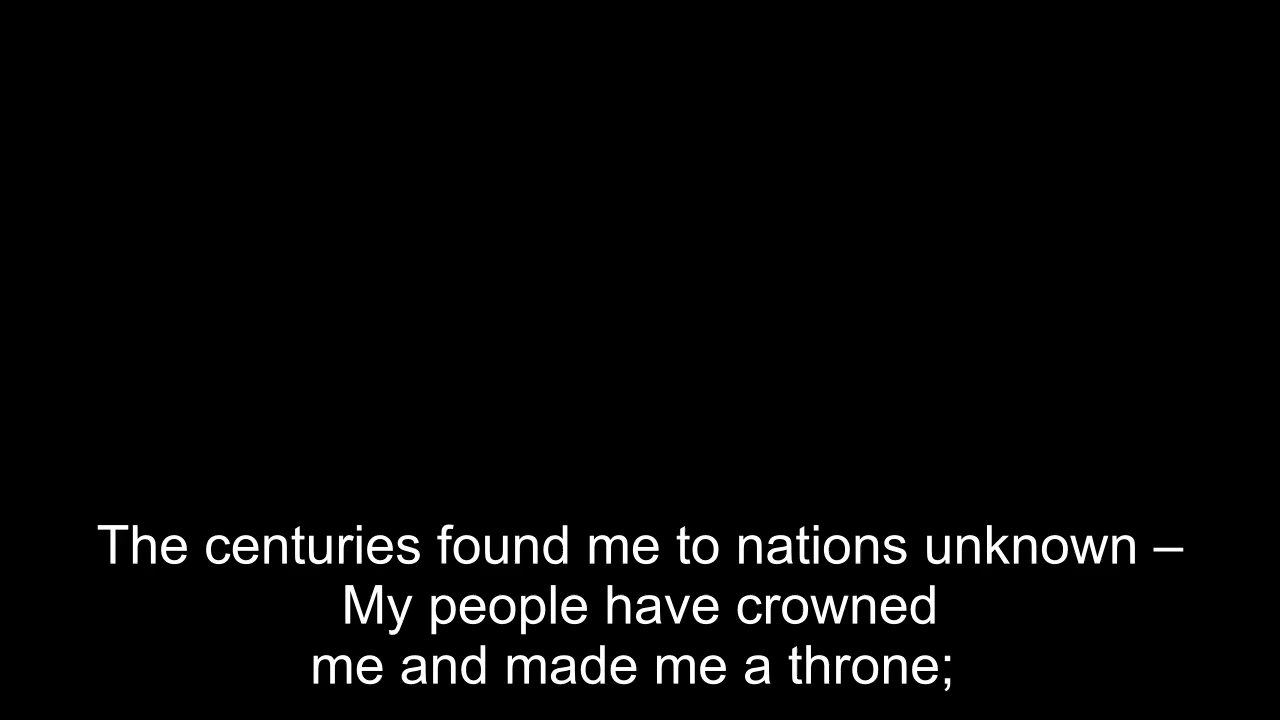 The centuries found me to nations unknown –
My people have crowned
me and made me a throne;